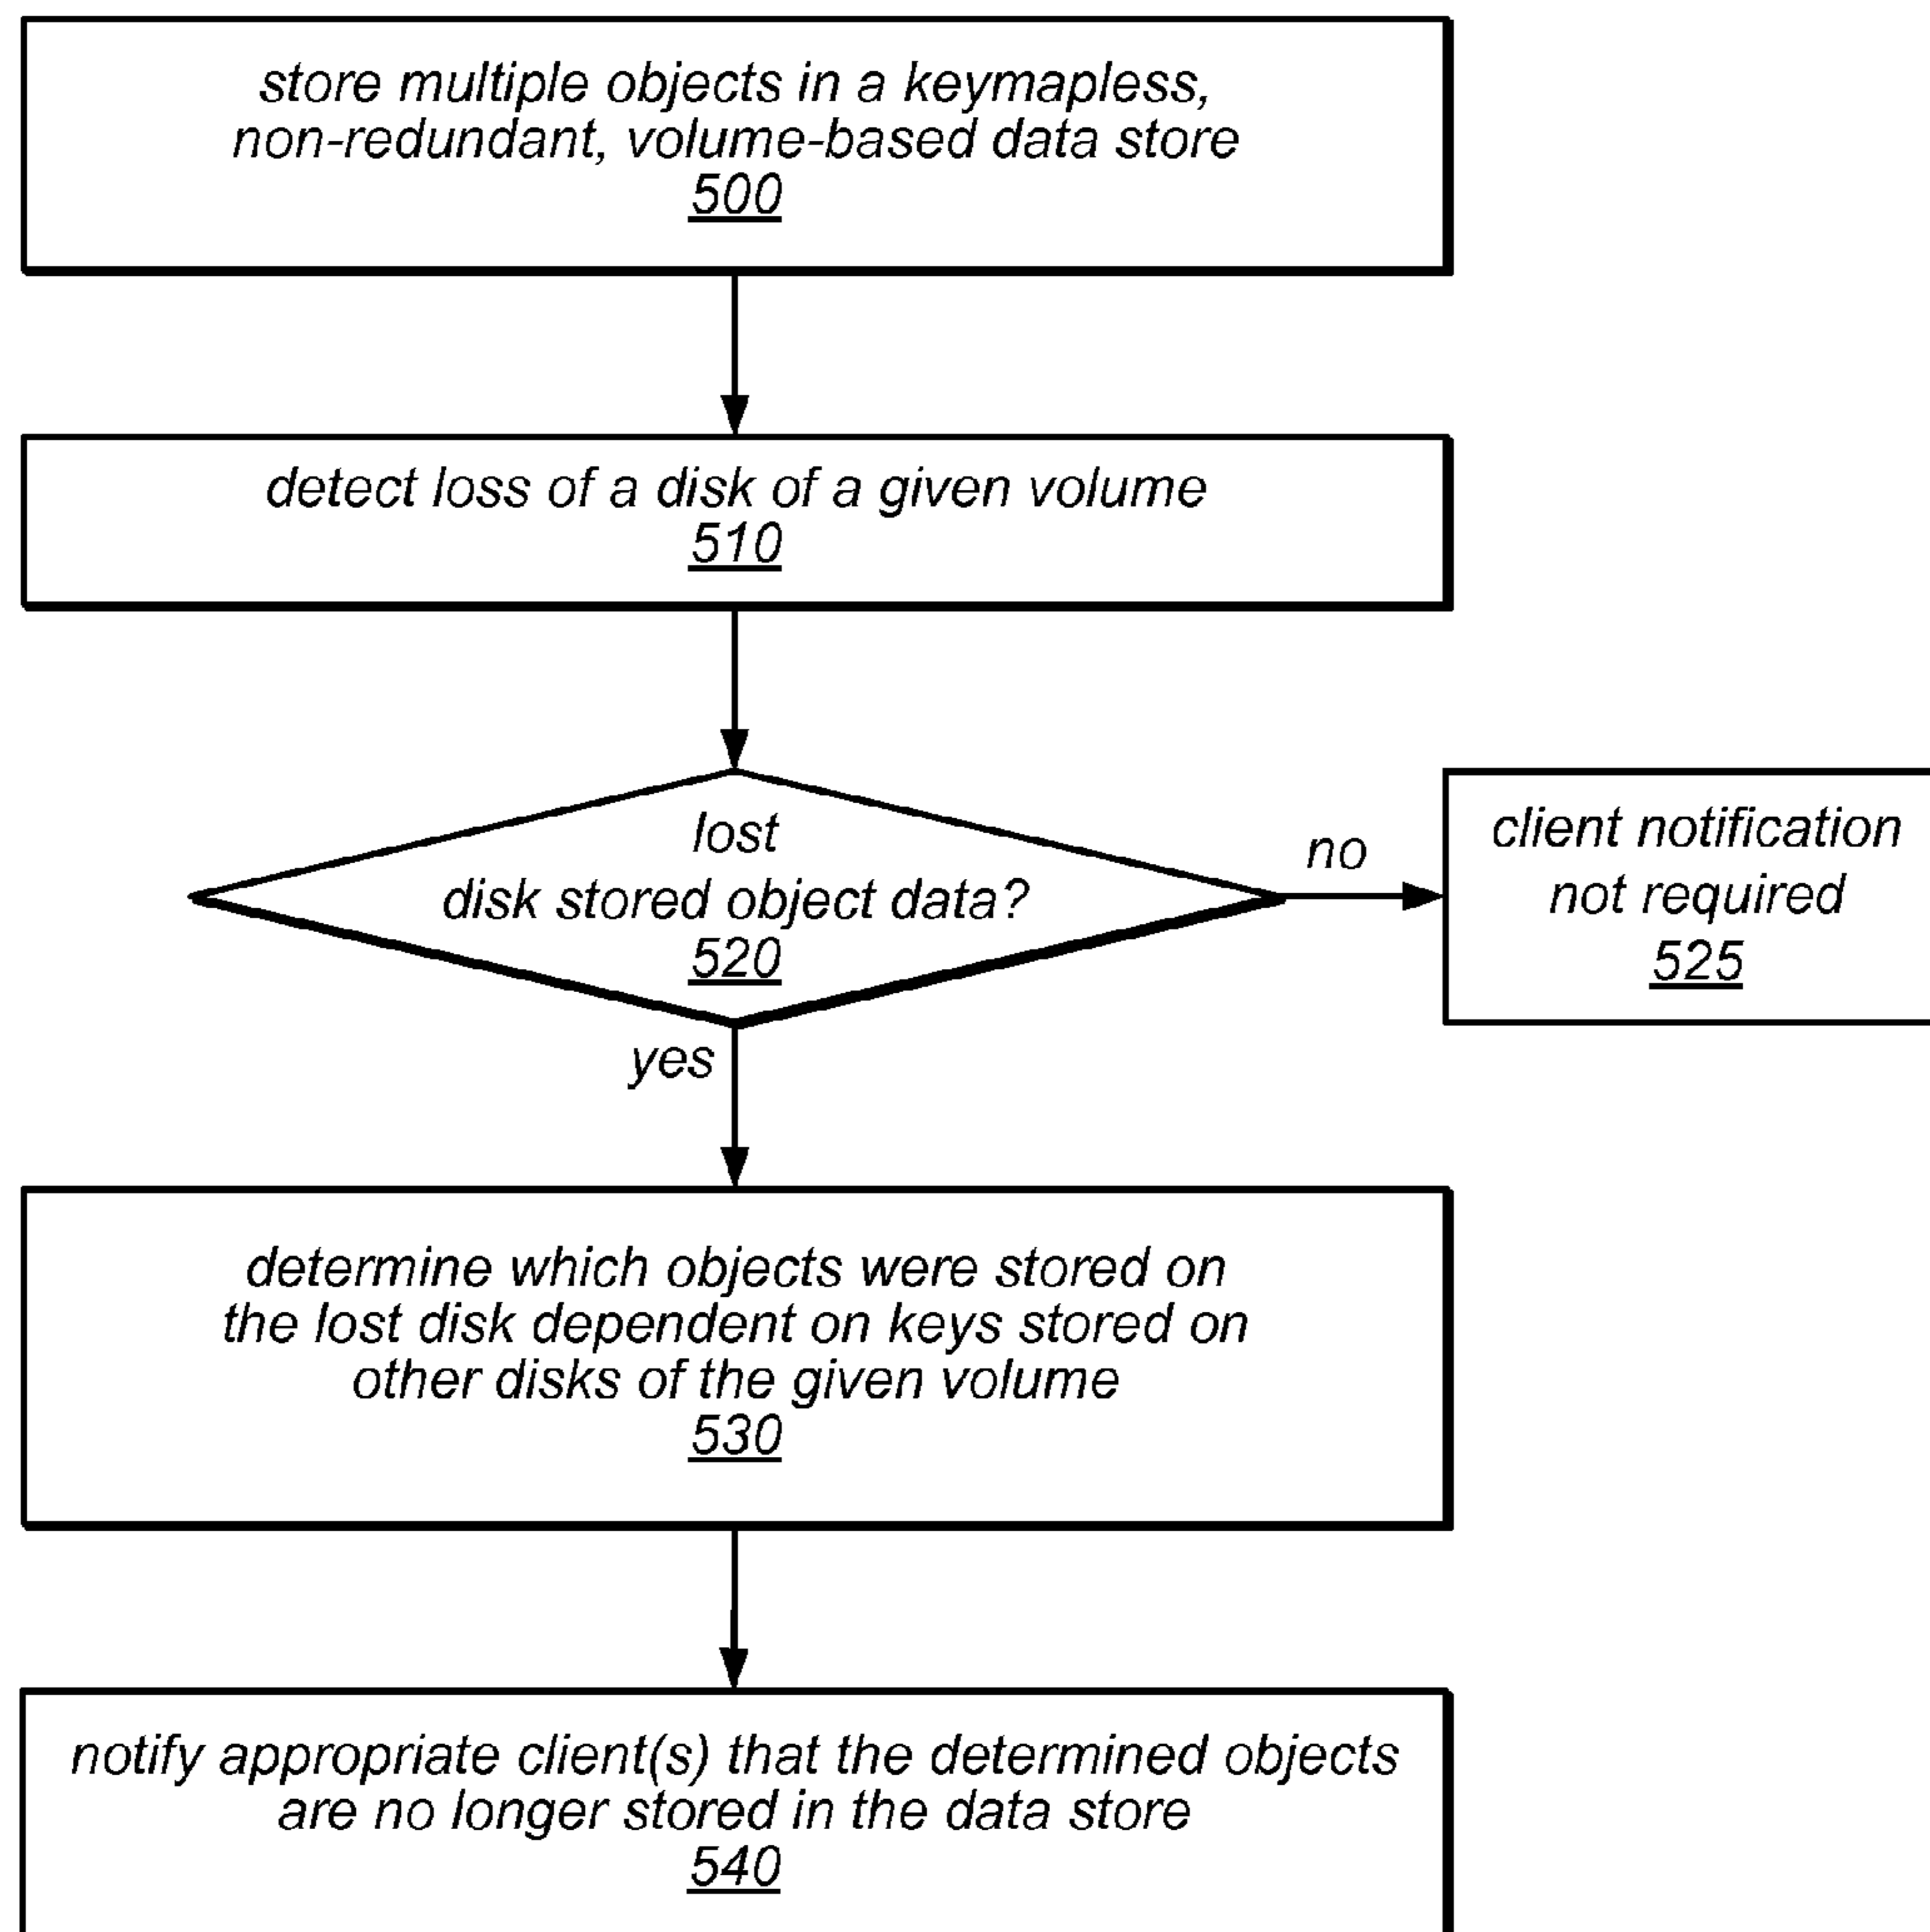 store multiple objects in a keymapless,
non-redundant, volume-based data store
500
detect loss of a disk of a given volume
510
lost
disk stored object data?
520
no
client notification
not required
525
yes
determine which objects were stored on
the lost disk dependent on keys stored on
other disks of the given volume
530
notify appropriate client(s) that the determined objects
are no longer stored in the data store
540